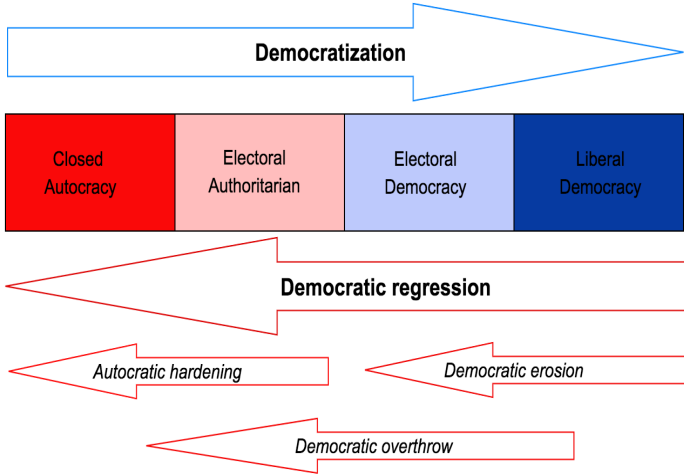 Democratization
Closed
Autocracy
Electoral
Authoritarian
Electoral
Democracy
Liberal
Democracy
Democratic regression
Autocratic hardening
Democratic erosion
Democratic overthrow